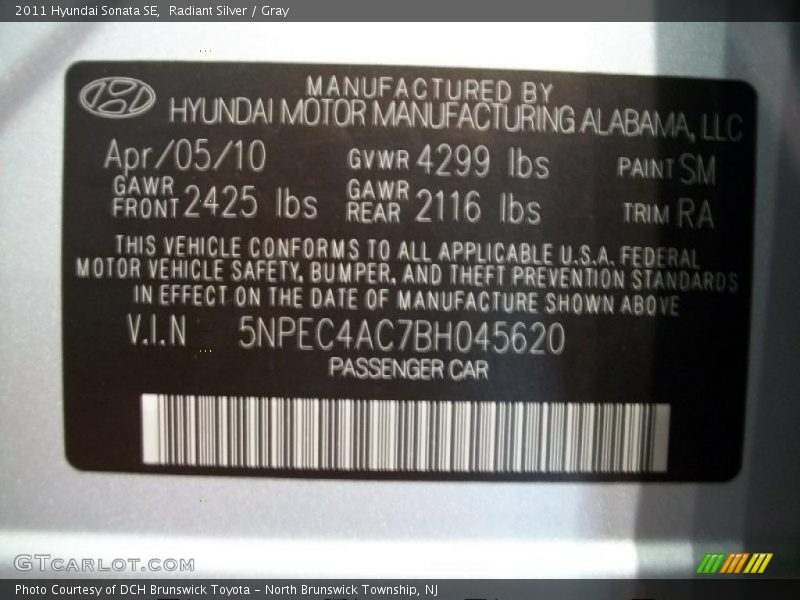 2011 Hyundai Sonata SE, Radiant Silver / Gray
MANUFACTURED BY
HYUNDAI MOTOR MANUFACTURING ALABAMA, LLC
Apr/05/10 GVWR 4299 lbs PAINT SM
GAWR FRONT 2425 lbs GAWR REAR 2116 lbs TRIM RA
THIS VEHICLE CONFORMS TO ALL APPLICABLE U.S.A. FEDERAL
MOTOR VEHICLE SAFETY, BUMPER, AND THEFT PREVENTION STANDARDS
IN EFFECT ON THE DATE OF MANUFACTURE SHOWN ABOVE
V.I.N 5NPEC4AC7BH045620
PASSENGER CAR
GTCARLOT.COM
Photo Courtesy of DCH Brunswick Toyota - North Brunswick Township, NJ